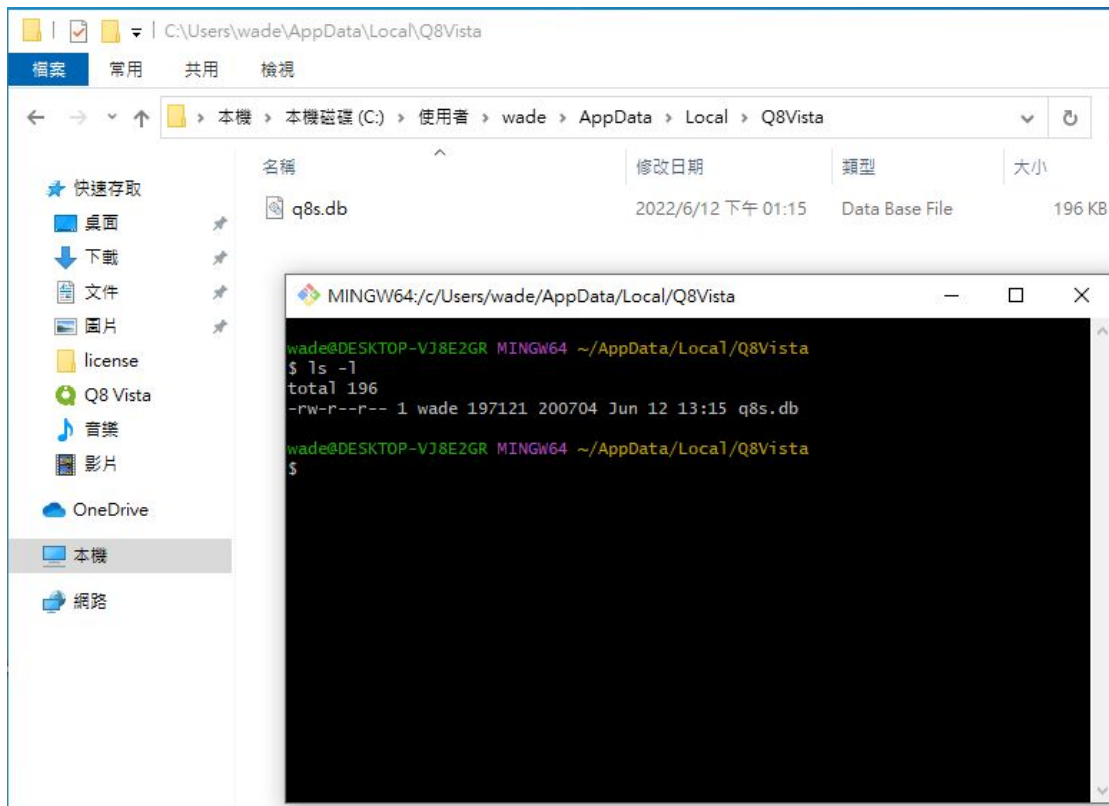 C:\Users\wade\AppData\Local\Q8Vista
檔案 常用 共用 檢視
本機 本機磁碟 (C:) 使用者 wade AppData Local Q8Vista
名稱 修改日期 類型 大小
q8s.db 2022/6/12 下午 01:15 Data Base File 196 KB
快速存取
桌面
下載
文件
圖片
license
Q8 Vista
音樂
影片
OneDrive
本機
網路
MINGW64:/c/Users/wade/AppData/Local/Q8Vista
wade@DESKTOP-VJ8E2GR MINGW64 ~/AppData/Local/Q8Vista
$ ls -l
total 196
-rw-r--r-- 1 wade 197121 200704 Jun 12 13:15 q8s.db
wade@DESKTOP-VJ8E2GR MINGW64 ~/AppData/Local/Q8Vista
$